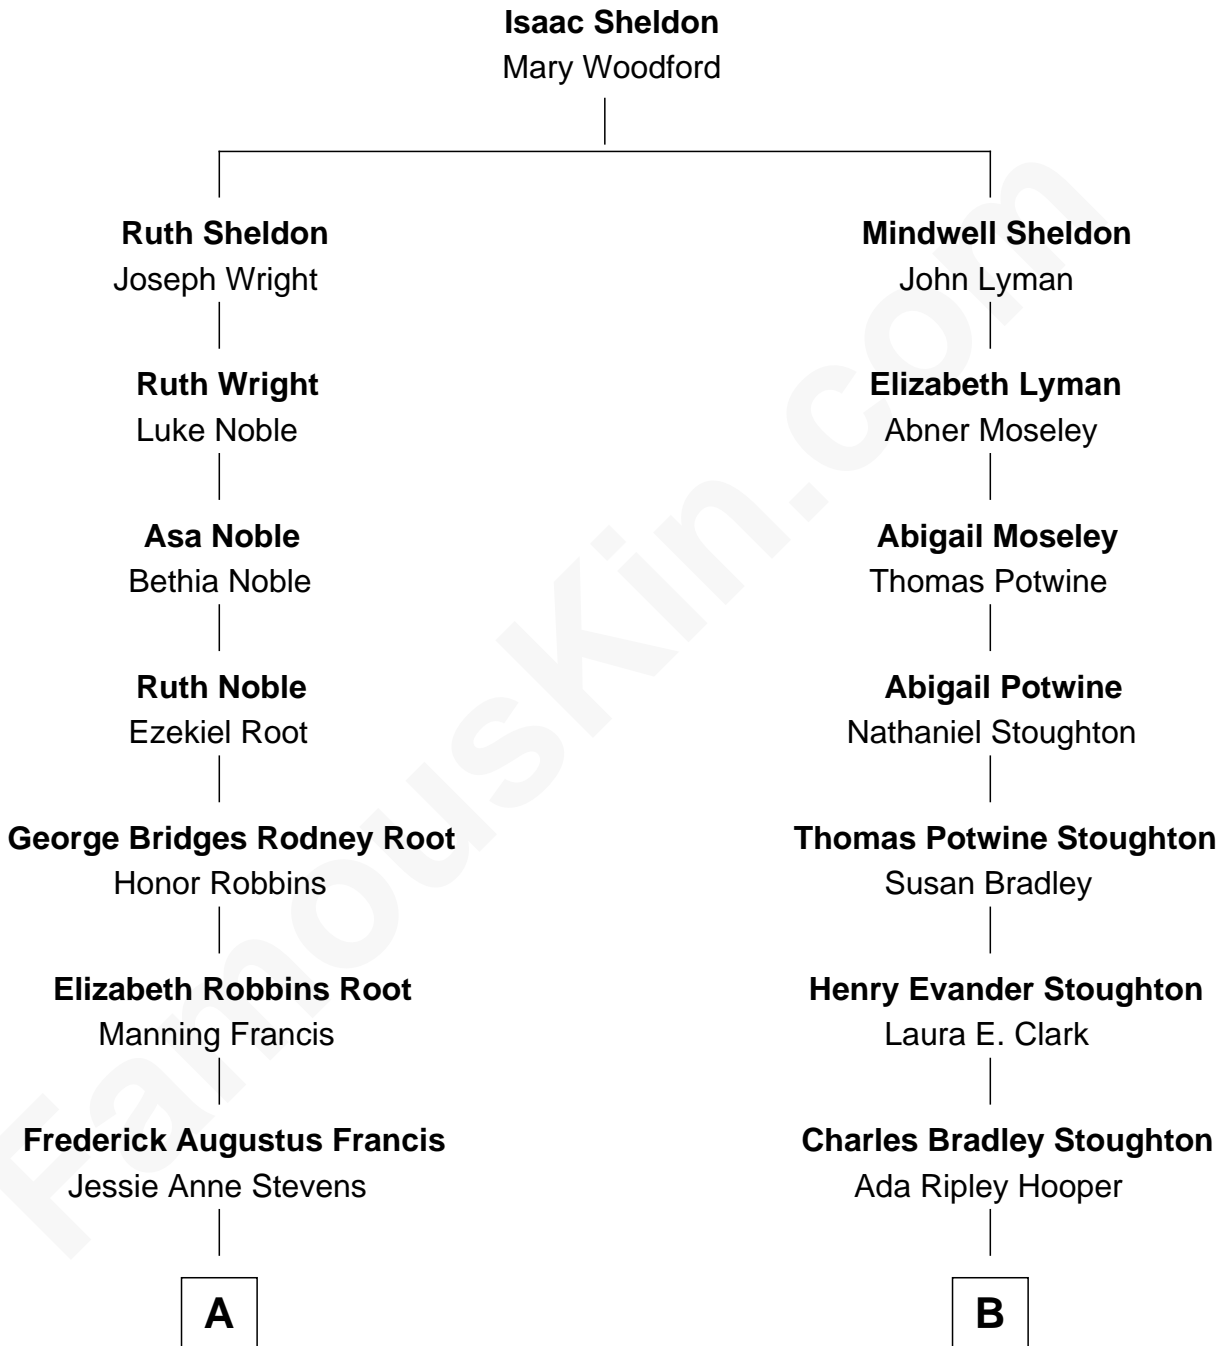 Isaac Sheldon
Mary Woodford
Ruth Sheldon
Joseph Wright
Mindwell Sheldon
John Lyman
Ruth Wright
Luke Noble
Elizabeth Lyman
Abner Moseley
Asa Noble
Bethia Noble
Abigail Moseley
Thomas Potwine
Ruth Noble
Ezekiel Root
Abigail Potwine
Nathaniel Stoughton
George Bridges Rodney Root
Honor Robbins
Thomas Potwine Stoughton
Susan Bradley
Elizabeth Robbins Root
Manning Francis
Henry Evander Stoughton
Laura E. Clark
Frederick Augustus Francis
Jessie Anne Stevens
Charles Bradley Stoughton
Ada Ripley Hooper
A
B
FamousKin.com